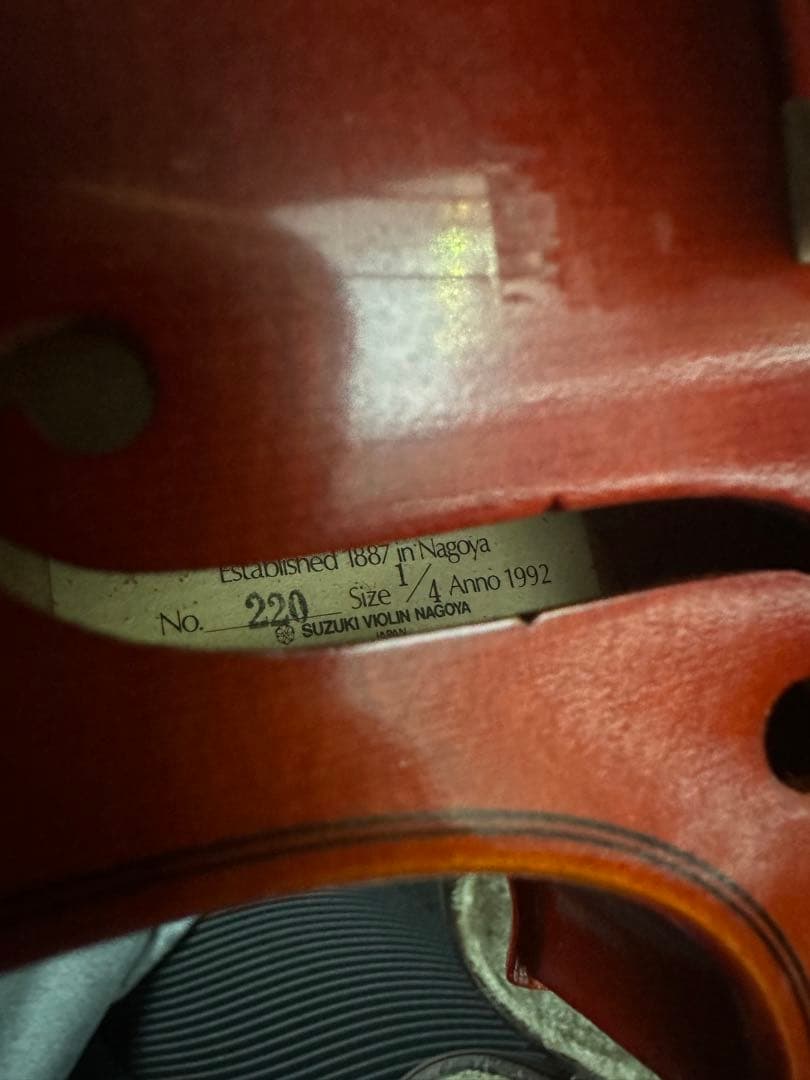 Established 1887 in Nagoya
No. 220 Size 1/4 Anno 1992
SUZUKI VIOLIN NAGOYA
JAPAN